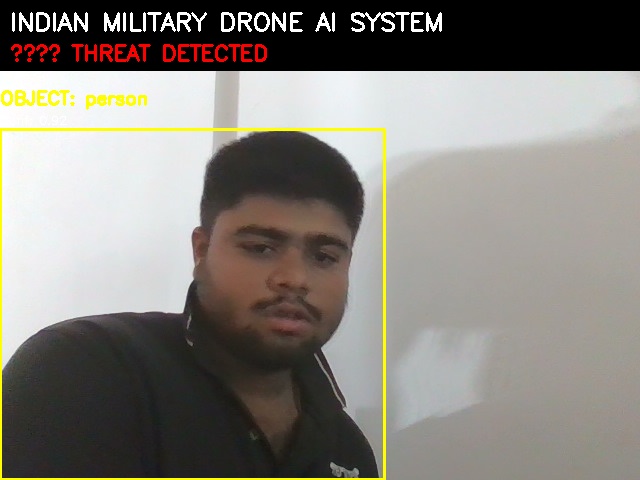 INDIAN MILITARY DRONE AI SYSTEM
???? THREAT DETECTED
OBJECT: person